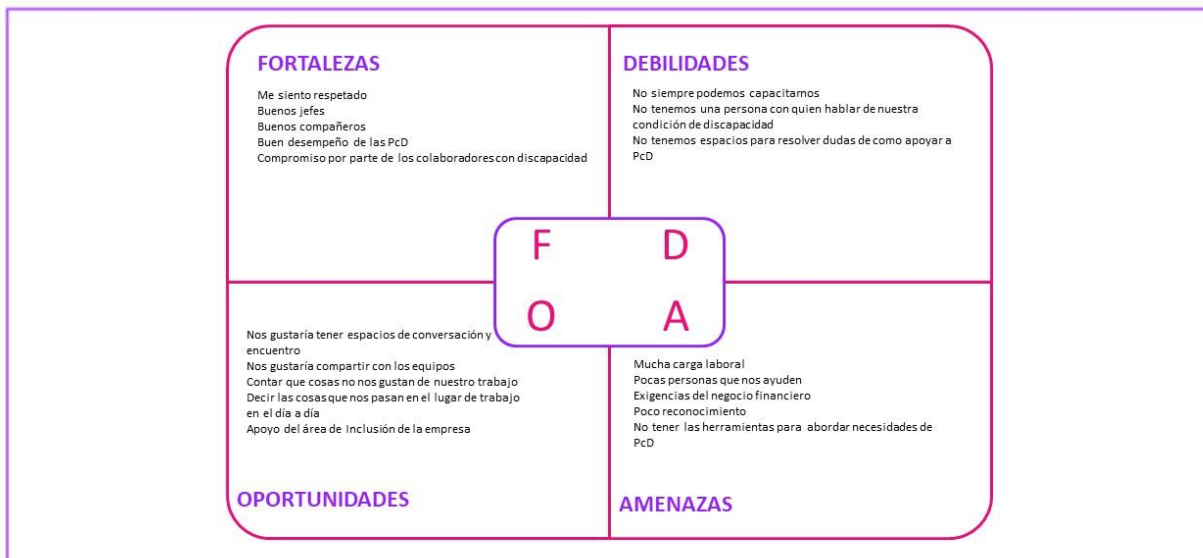 FORTALEZAS
Me siento respetado
Buenos jefes
Buenos compañeros
Buen desempeño de las PcD
Compromiso por parte de los colaboradores con discapacidad
DEBILIDADES
No siempre podemos capacitarnos
No tenemos una persona con quien hablar de nuestra
condición de discapacidad
No tenemos espacios para resolver dudas de como apoyar a
PcD
F D
O A
Nos gustaría tener espacios de conversación y
encuentro
Nos gustaría compartir con los equipos
Contar que cosas no nos gustan de nuestro trabajo
Decir las cosas que nos pasan en el lugar de trabajo
en el día a día
Apoyo del área de Inclusión de la empresa
OPORTUNIDADES
Mucha carga laboral
Pocas personas que nos ayuden
Exigencias del negocio financiero
Poco reconocimiento
No tener las herramientas para abordar necesidades de
PcD
AMENAZAS